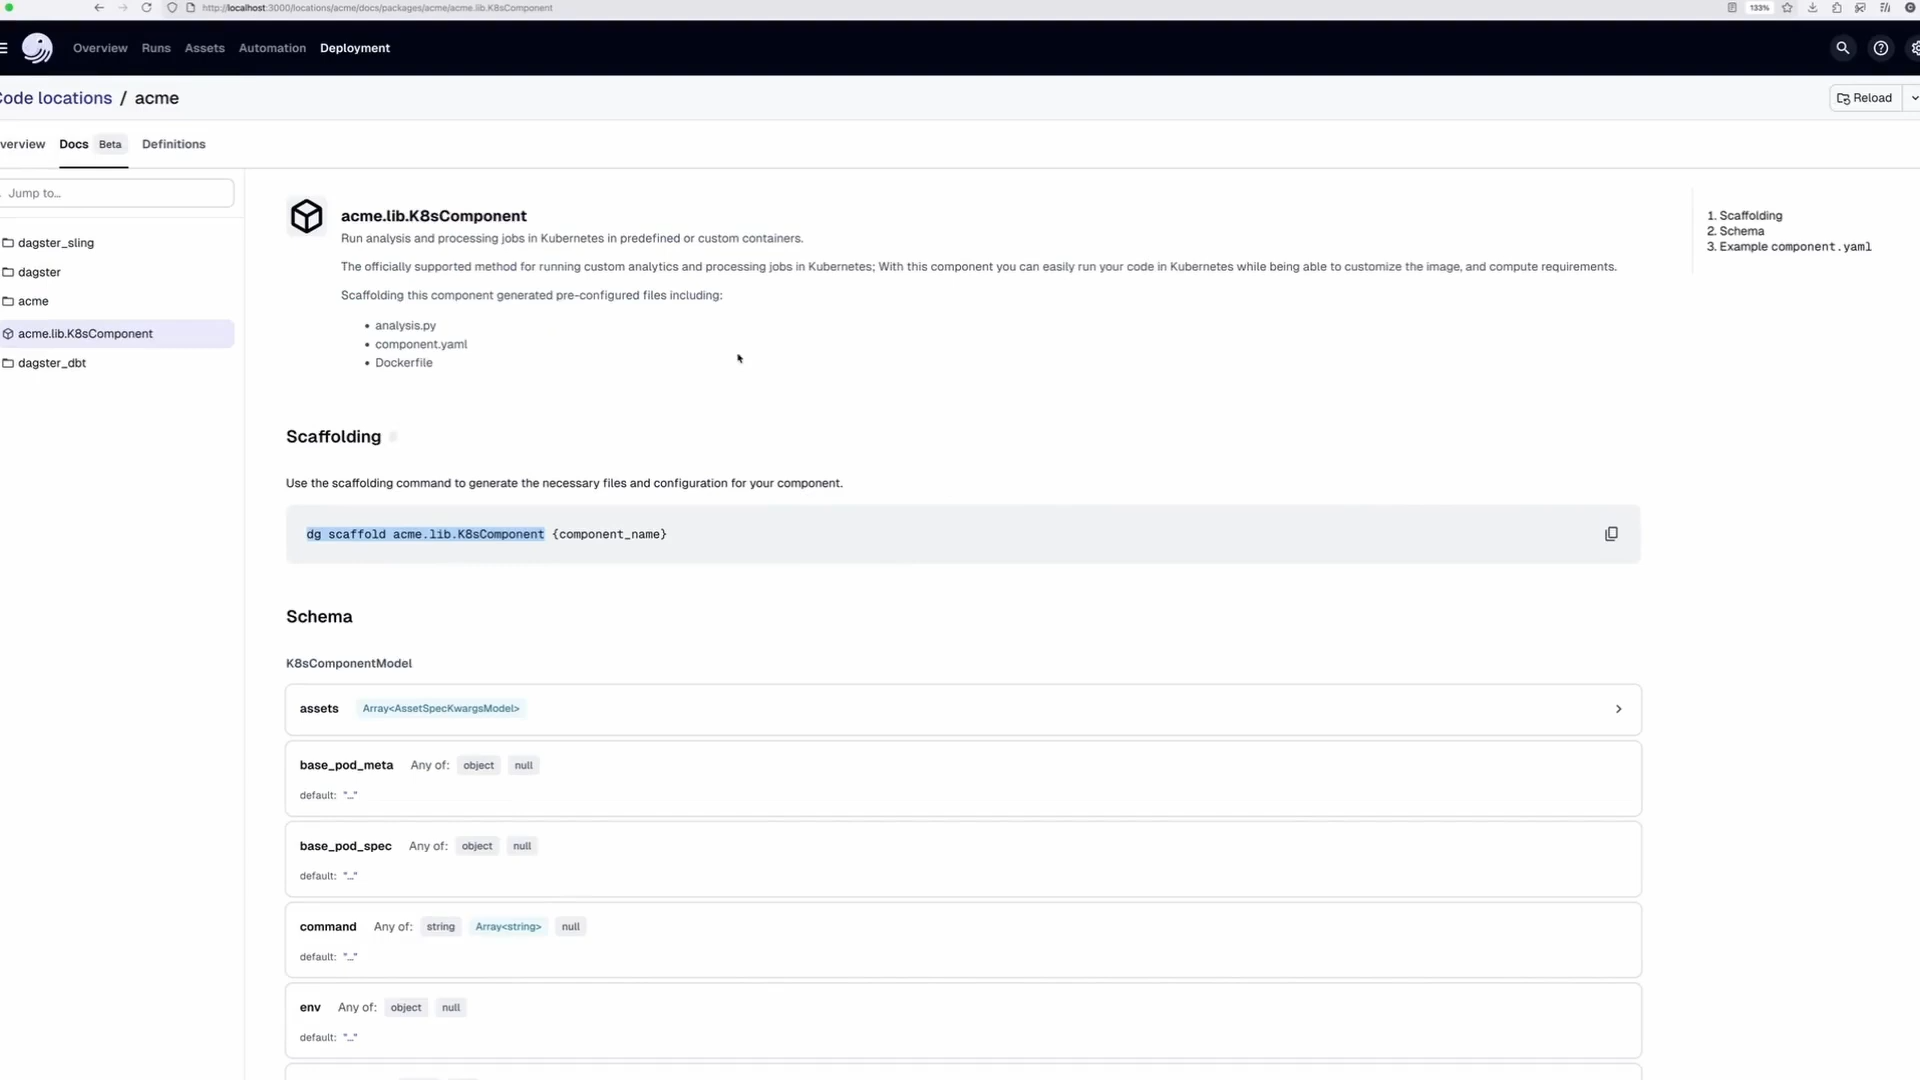 http://localhost:3000/locations/acme/docs/packages/acme/acme.lib.K8sComponent
133%
Overview Runs Assets Automation Deployment
Code locations / acme
Reload
verview Docs Beta Definitions
Jump to…
dagster_sling
dagster
acme
acme.lib.K8sComponent
dagster_dbt
acme.lib.K8sComponent
Run analysis and processing jobs in Kubernetes in predefined or custom containers.
The officially supported method for running custom analytics and processing jobs in Kubernetes; With this component you can easily run your code in Kubernetes while being able to customize the image, and compute requirements.
Scaffolding this component generated pre-configured files including:
• analysis.py
• component.yaml
• Dockerfile
1. Scaffolding
2. Schema
3. Example component.yaml
Scaffolding
Use the scaffolding command to generate the necessary files and configuration for your component.
dg scaffold acme.lib.K8sComponent {component_name}
Schema
K8sComponentModel
assets Array<AssetSpecKwargsModel>
base_pod_meta Any of: object null
default: "…"
base_pod_spec Any of: object null
default: "…"
command Any of: string Array<string> null
default: "…"
env Any of: object null
default: "…"